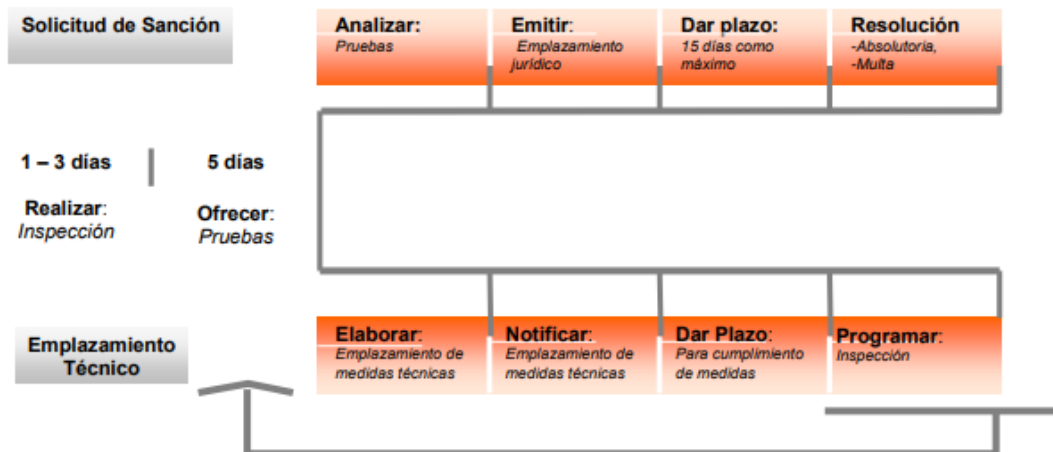 Solicitud de Sanción
Analizar:
Pruebas
Emitir:
Emplazamiento
jurídico
Dar plazo:
15 días como
máximo
Resolución
-Absolutoria,
-Multa
1 – 3 días
5 días
Realizar:
Inspección
Ofrecer:
Pruebas
Emplazamiento
Técnico
Elaborar:
Emplazamiento de
medidas técnicas
Notificar:
Emplazamiento de
medidas técnicas
Dar Plazo:
Para cumplimiento
de medidas
Programar:
Inspección